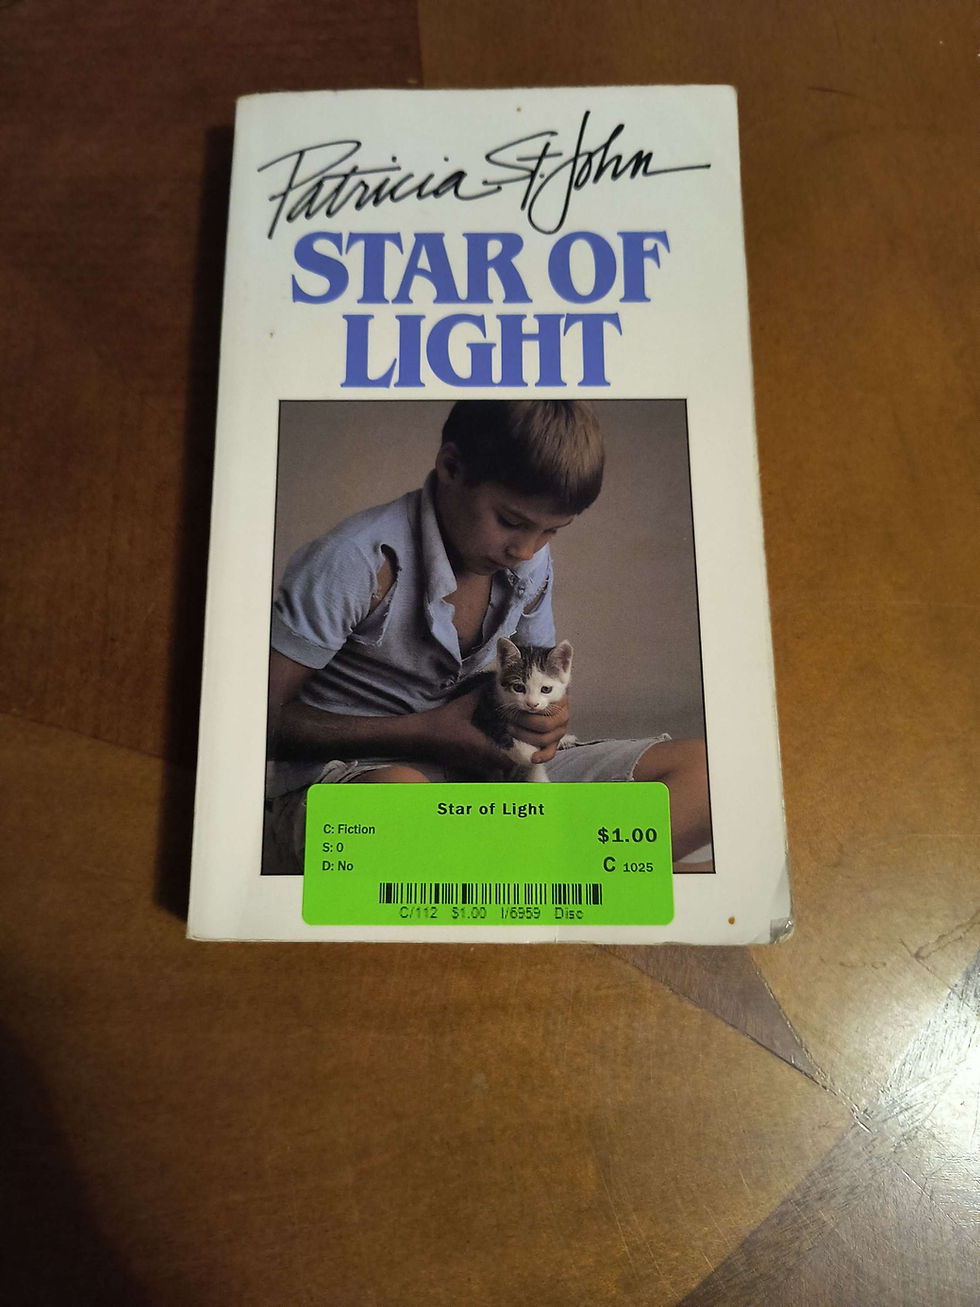 Patricia St. John
STAR OF
LIGHT
Star of Light
C: Fiction
$1.00
S: 0
D: No
C 1025
C/112 $1.00 I/6959 Disc